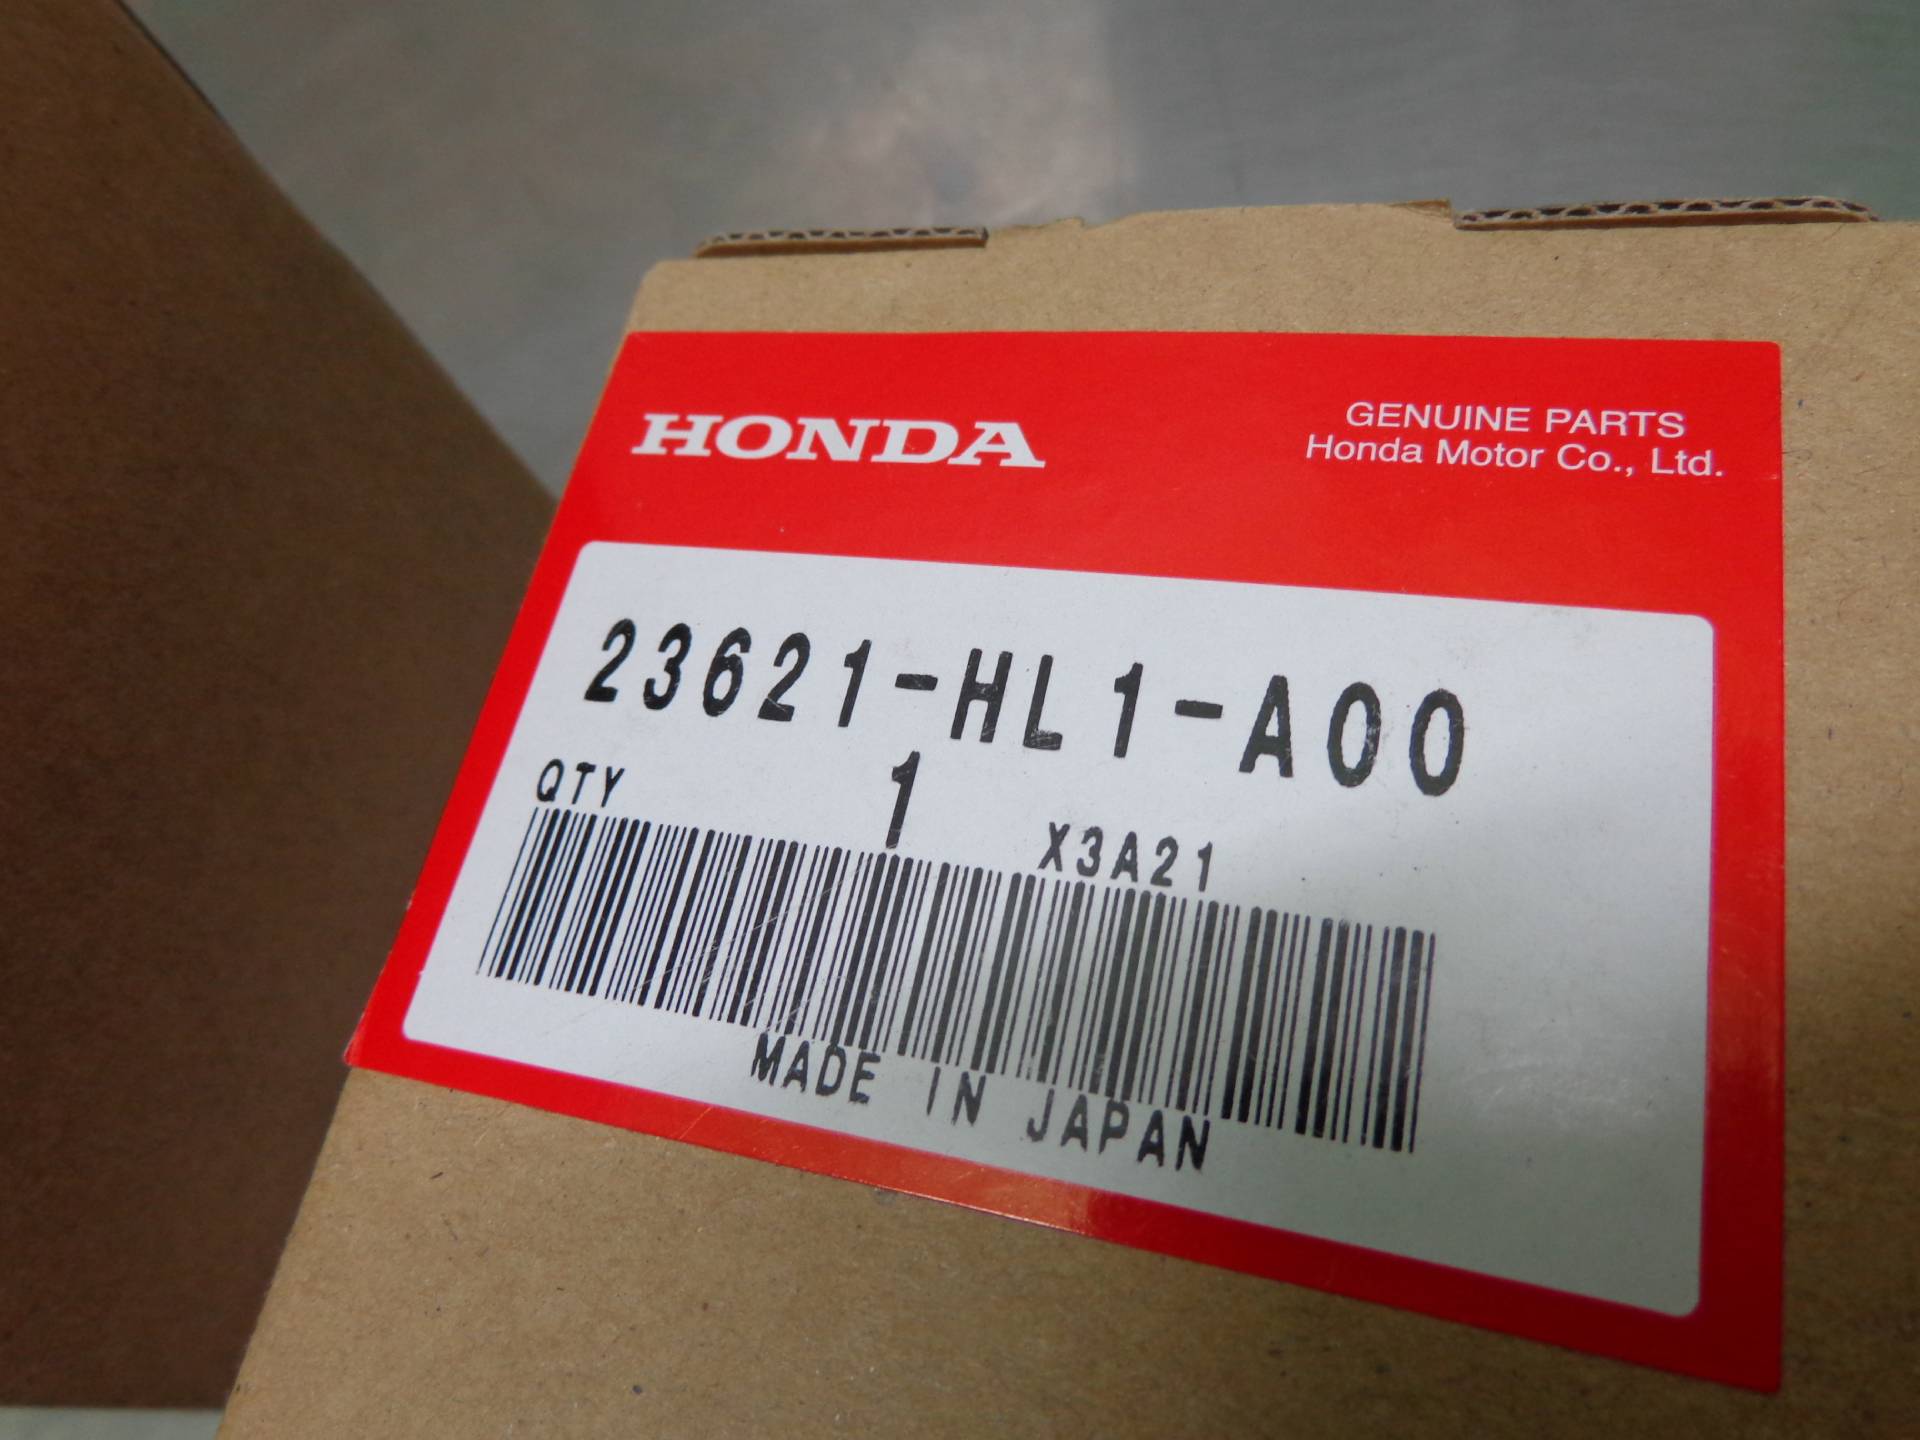 HONDA
GENUINE PARTS
Honda Motor Co., Ltd.
23621-HL1-A00
QTY 1 X3A21
MADE IN JAPAN